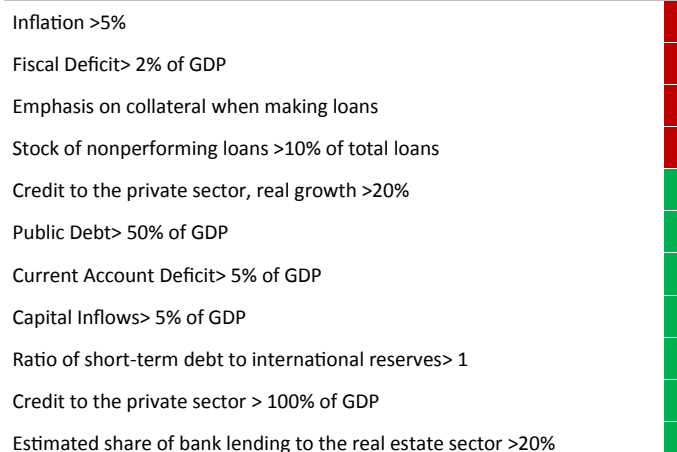 Inflation >5%
Fiscal Deficit> 2% of GDP
Emphasis on collateral when making loans
Stock of nonperforming loans >10% of total loans
Credit to the private sector, real growth >20%
Public Debt> 50% of GDP
Current Account Deficit> 5% of GDP
Capital Inflows> 5% of GDP
Ratio of short-term debt to international reserves> 1
Credit to the private sector > 100% of GDP
Estimated share of bank lending to the real estate sector >20%